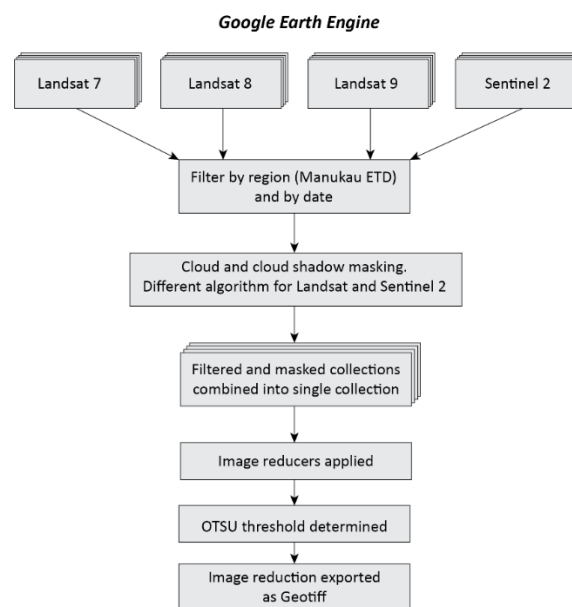 Google Earth Engine
Landsat 7
Landsat 8
Landsat 9
Sentinel 2
Filter by region (Manukau ETD)
and by date
Cloud and cloud shadow masking.
Different algorithm for Landsat and Sentinel 2
Filtered and masked collections
combined into single collection
Image reducers applied
OTSU threshold determined
Image reduction exported
as Geotiff